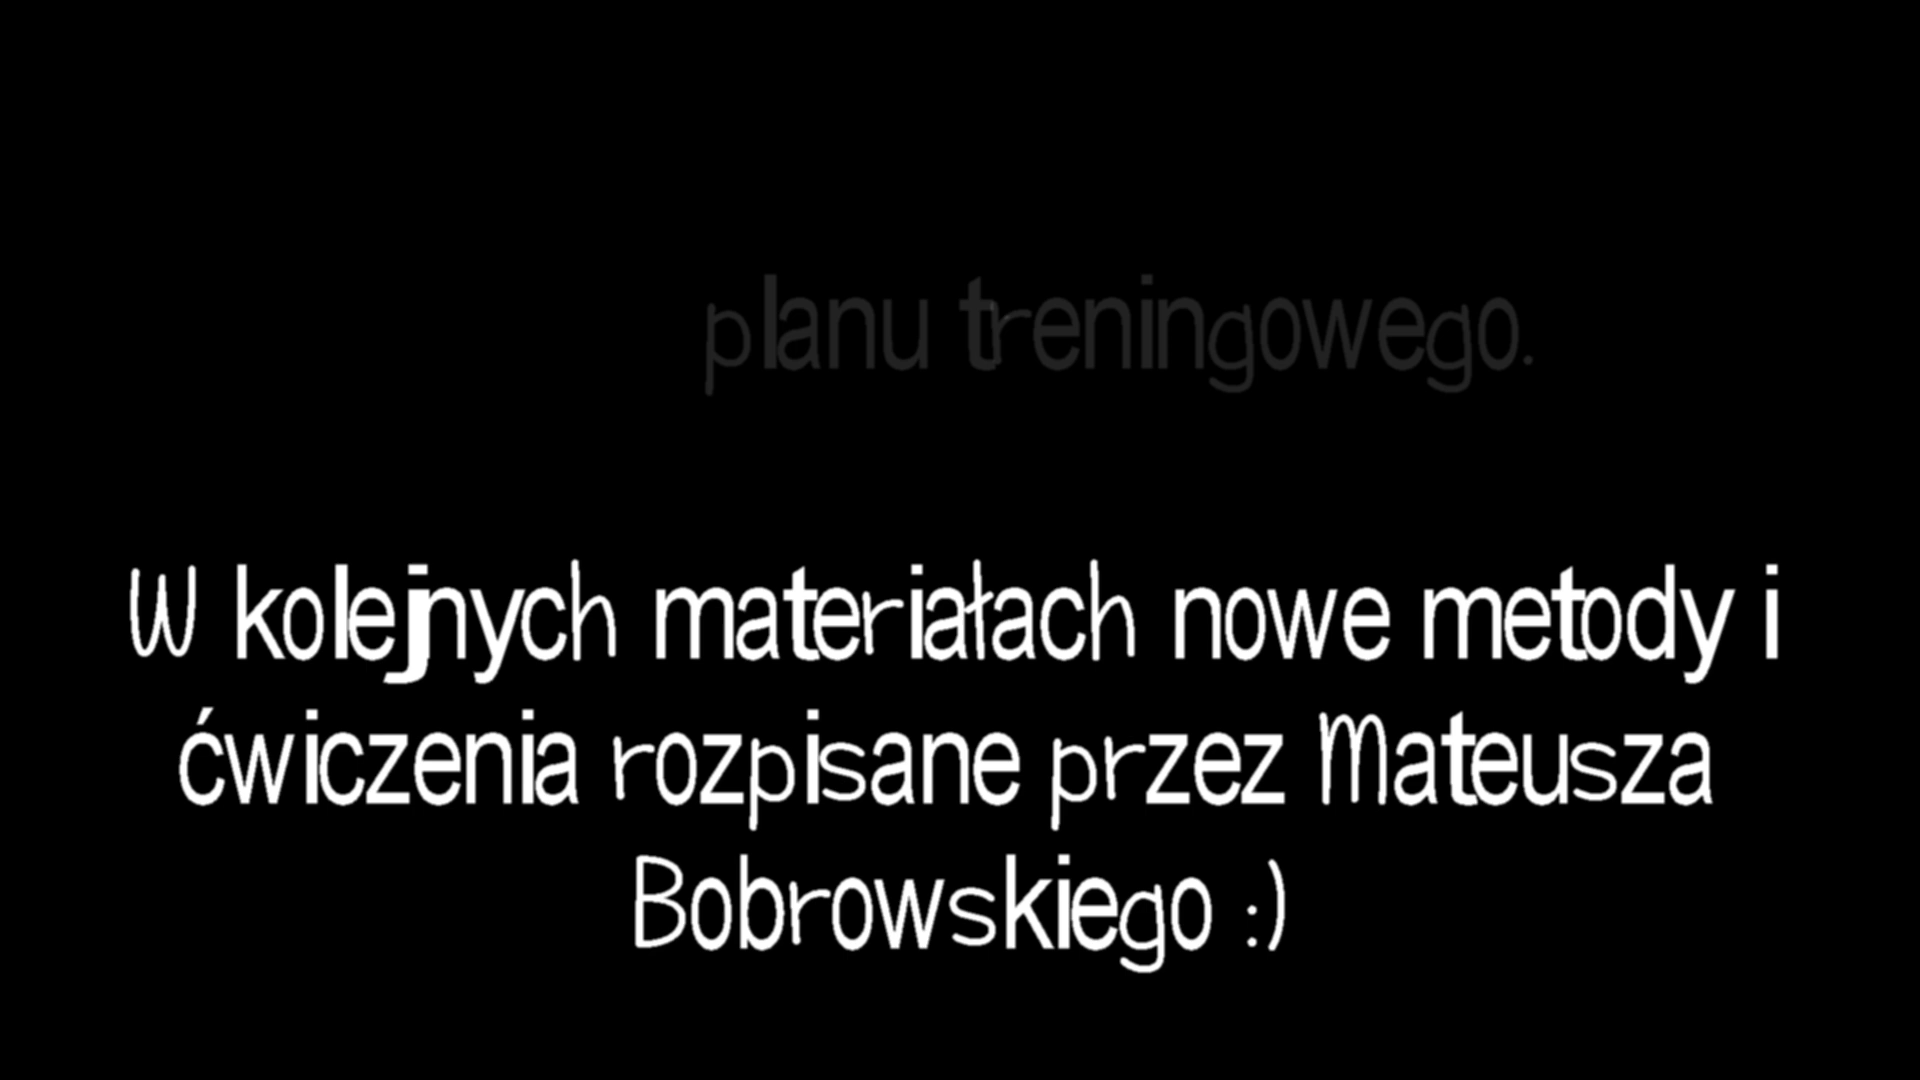 planu treningowego.
W kolejnych materiałach nowe metody i
ćwiczenia rozpisane przez Mateusza
Bobrowskiego :)